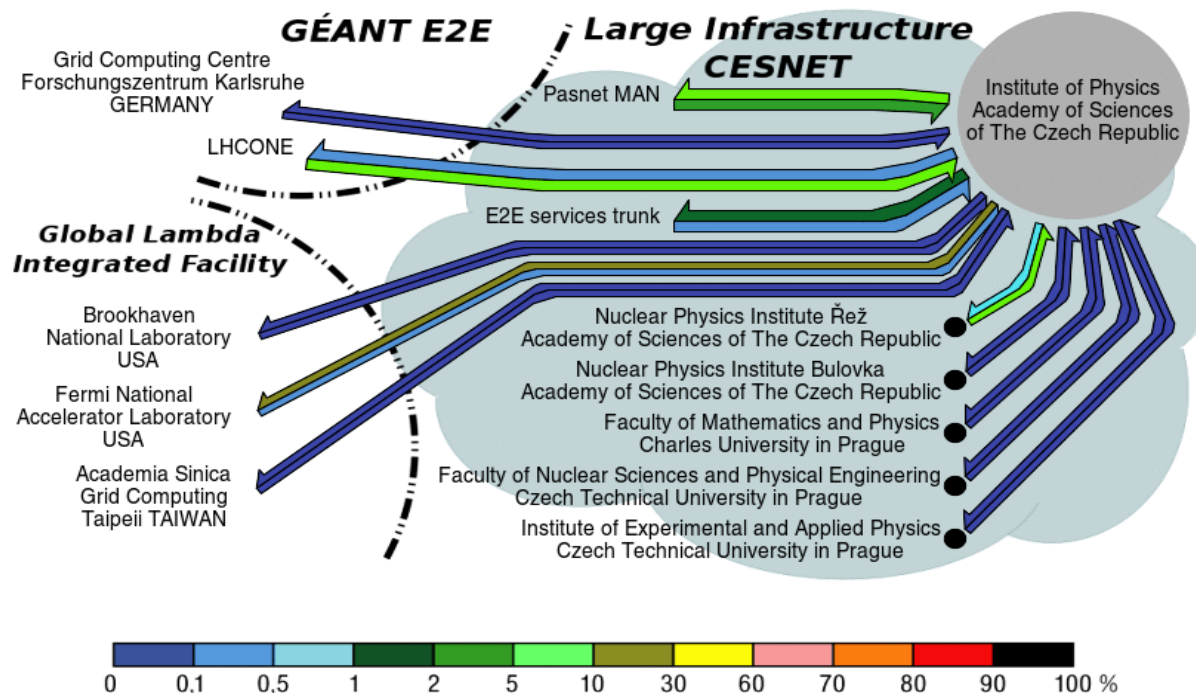 GÉANT E2E
Large Infrastructure
CESNET
Grid Computing Centre
Forschungszentrum Karlsruhe
GERMANY
LHCONE
Pasnet MAN
Institute of Physics
Academy of Sciences
of The Czech Republic
E2E services trunk
Global Lambda
Integrated Facility
Brookhaven
National Laboratory
USA
Fermi National
Accelerator Laboratory
USA
Academia Sinica
Grid Computing
Taipeii TAIWAN
Nuclear Physics Institute Řež
Academy of Sciences of The Czech Republic
Nuclear Physics Institute Bulovka
Academy of Sciences of The Czech Republic
Faculty of Mathematics and Physics
Charles University in Prague
Faculty of Nuclear Sciences and Physical Engineering
Czech Technical University in Prague
Institute of Experimental and Applied Physics
Czech Technical University in Prague
0 0,1 0,5 1 2 5 10 30 60 70 80 90 100 %